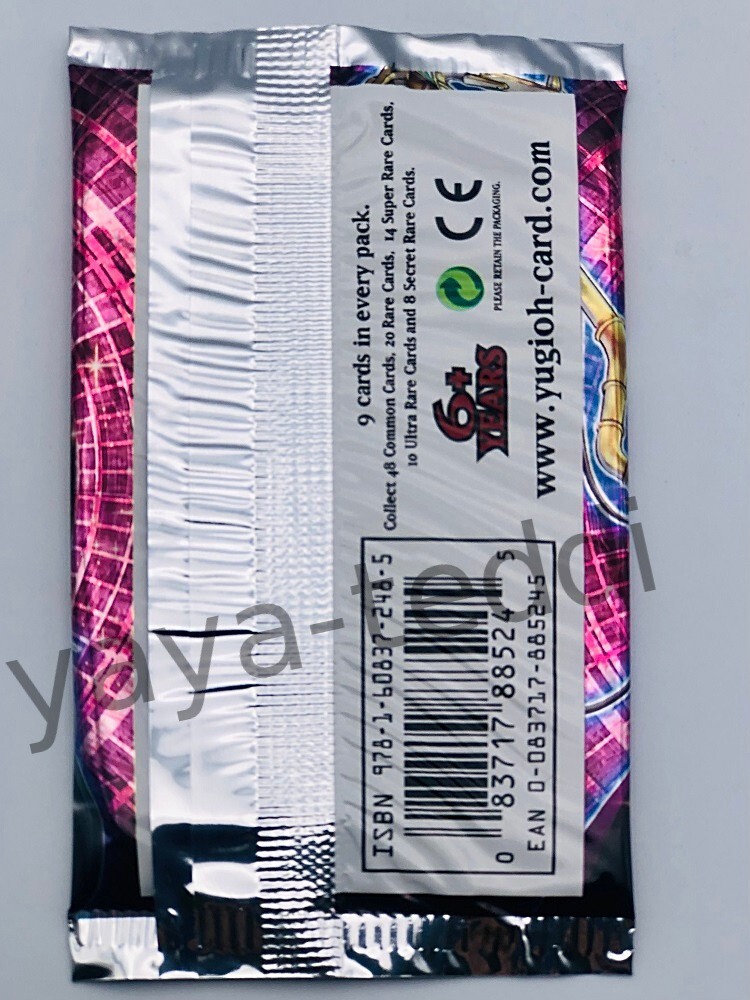 9 cards in every pack.
Collect 48 Common Cards, 20 Rare Cards, 14 Super Rare Cards,
10 Ultra Rare Cards and 8 Secret Rare Cards.
6+
YEARS
CE
PLEASE RETAIN THE PACKAGING.
www.yugioh-card.com
ISBN 978-1-60837-248-5
0 83717 88524 5
EAN 0-083717-885245
yaya-tedci